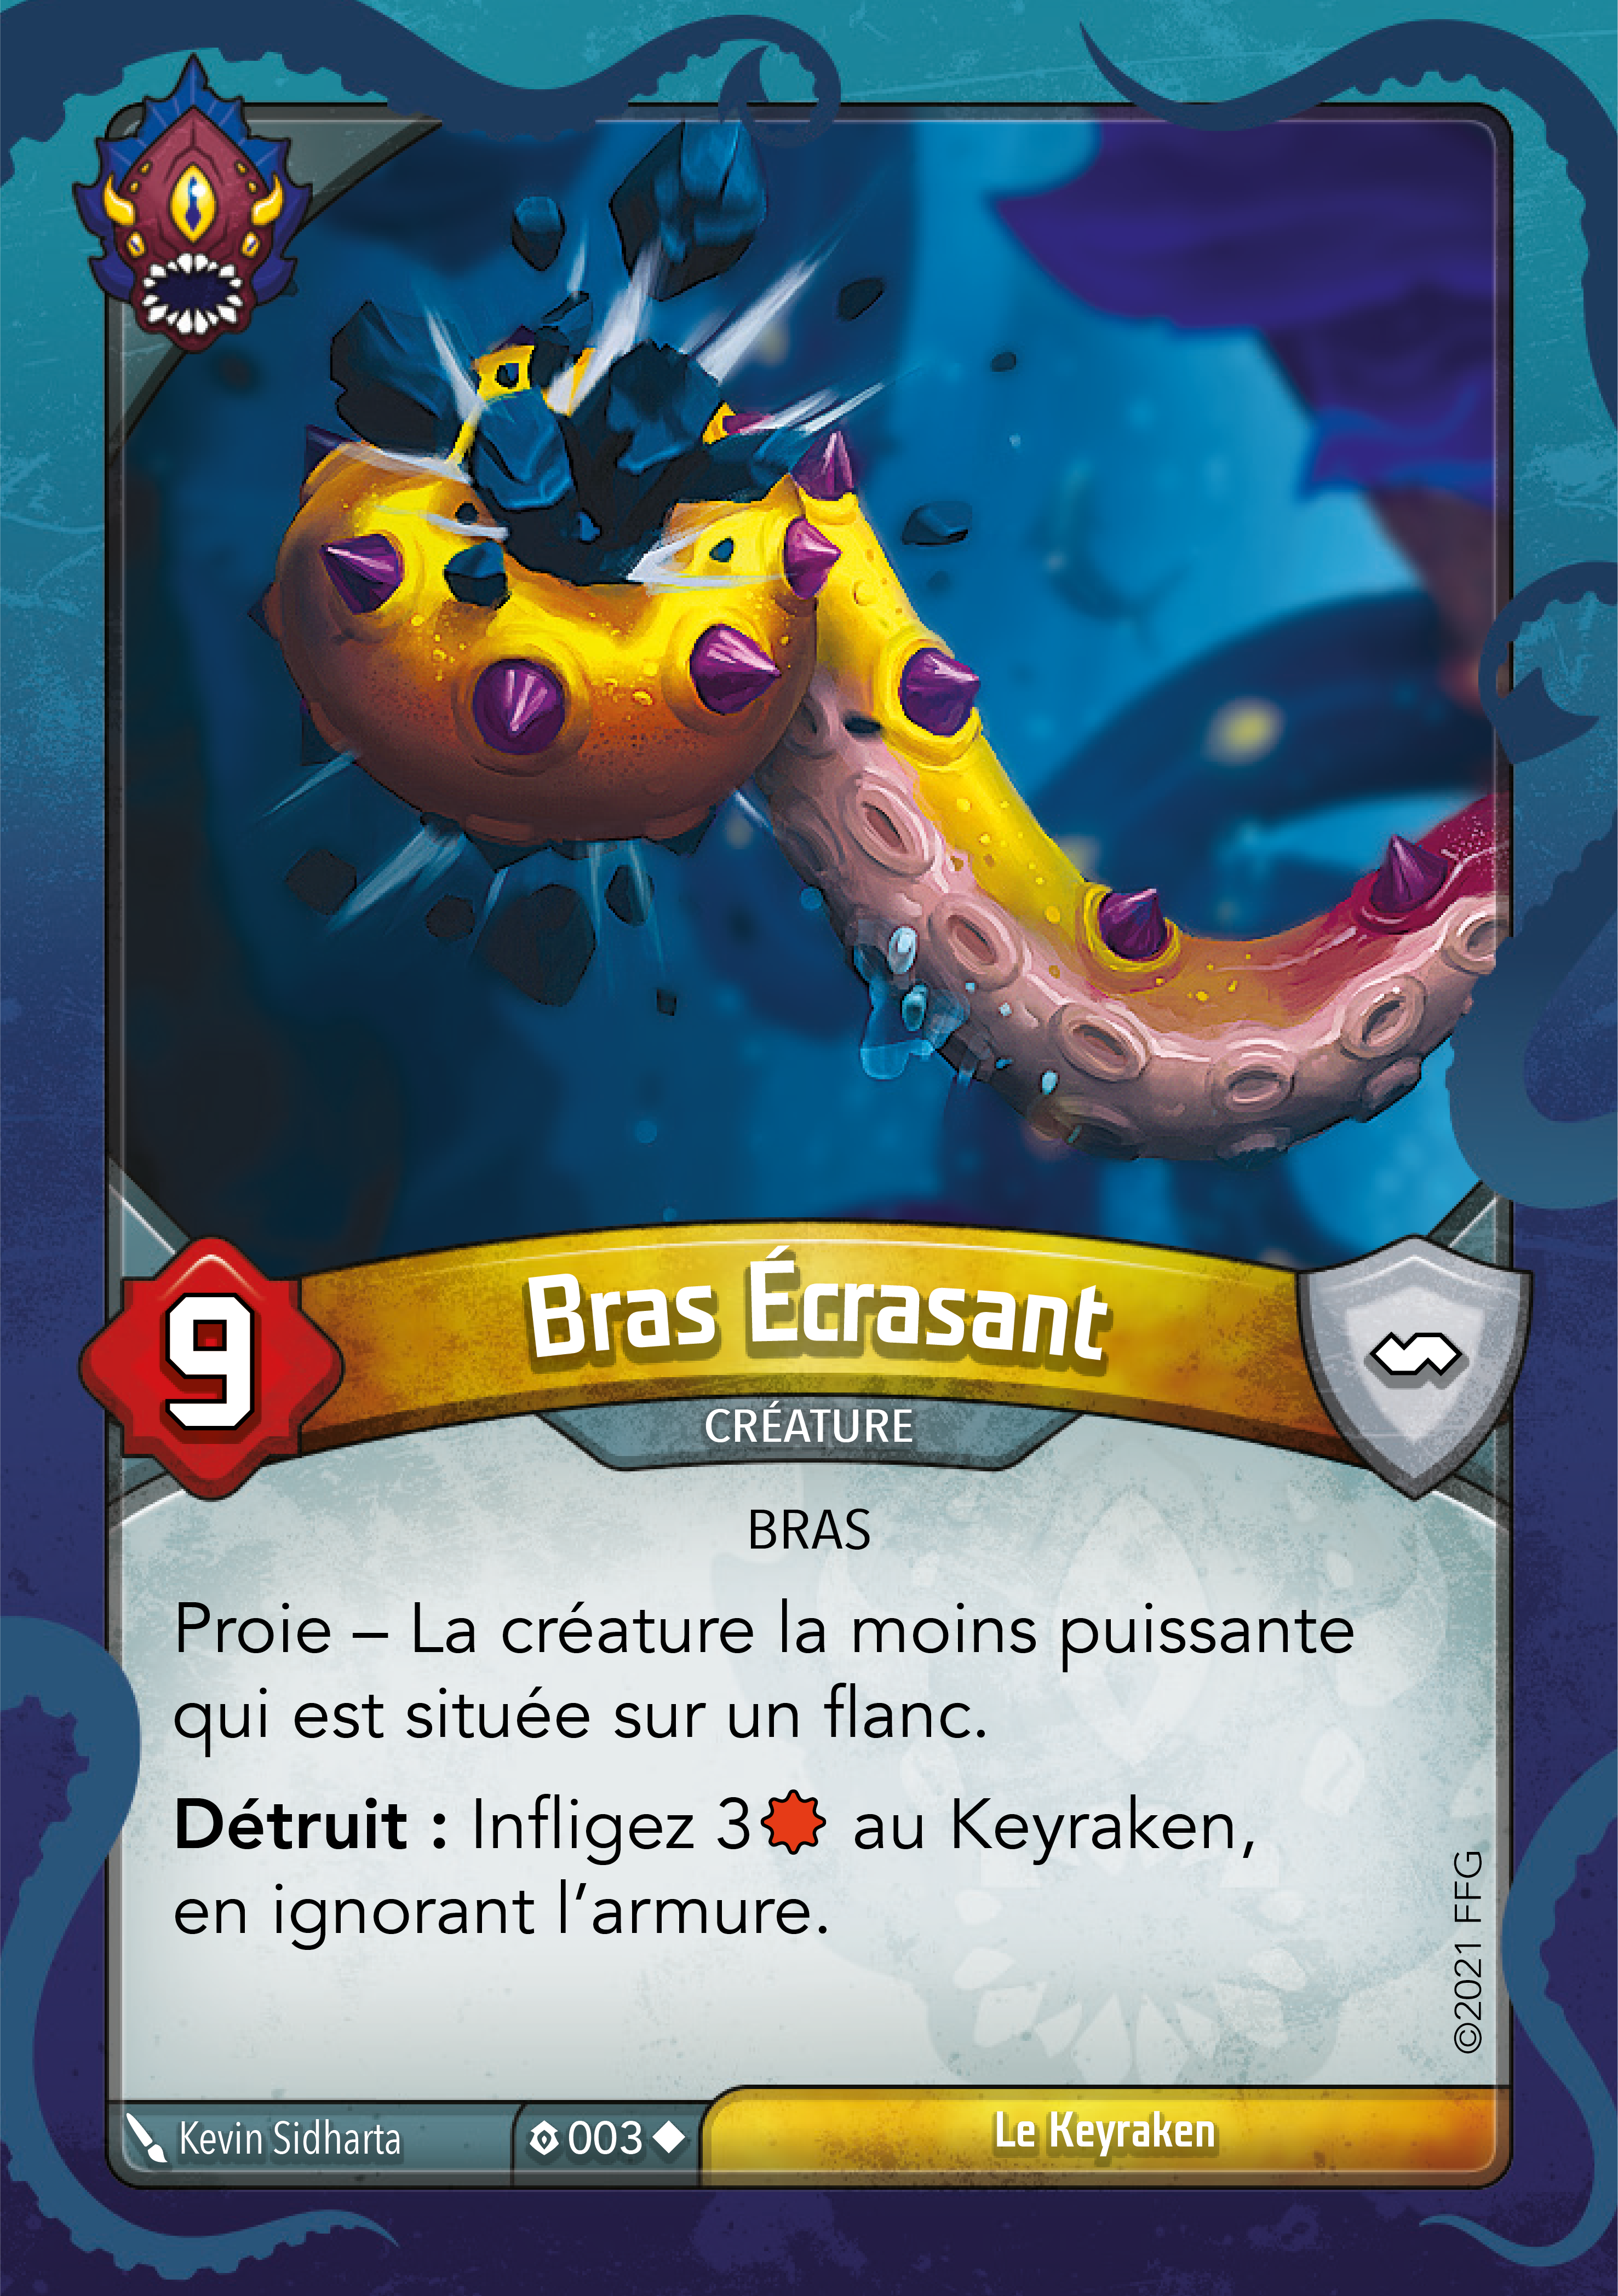 9
Bras Écrasant
CRÉATURE
BRAS
Proie – La créature la moins puissante
qui est située sur un flanc.
Détruit : Infligez 3 au Keyraken,
en ignorant l’armure.
©2021 FFG
Kevin Sidharta
003
Le Keyraken